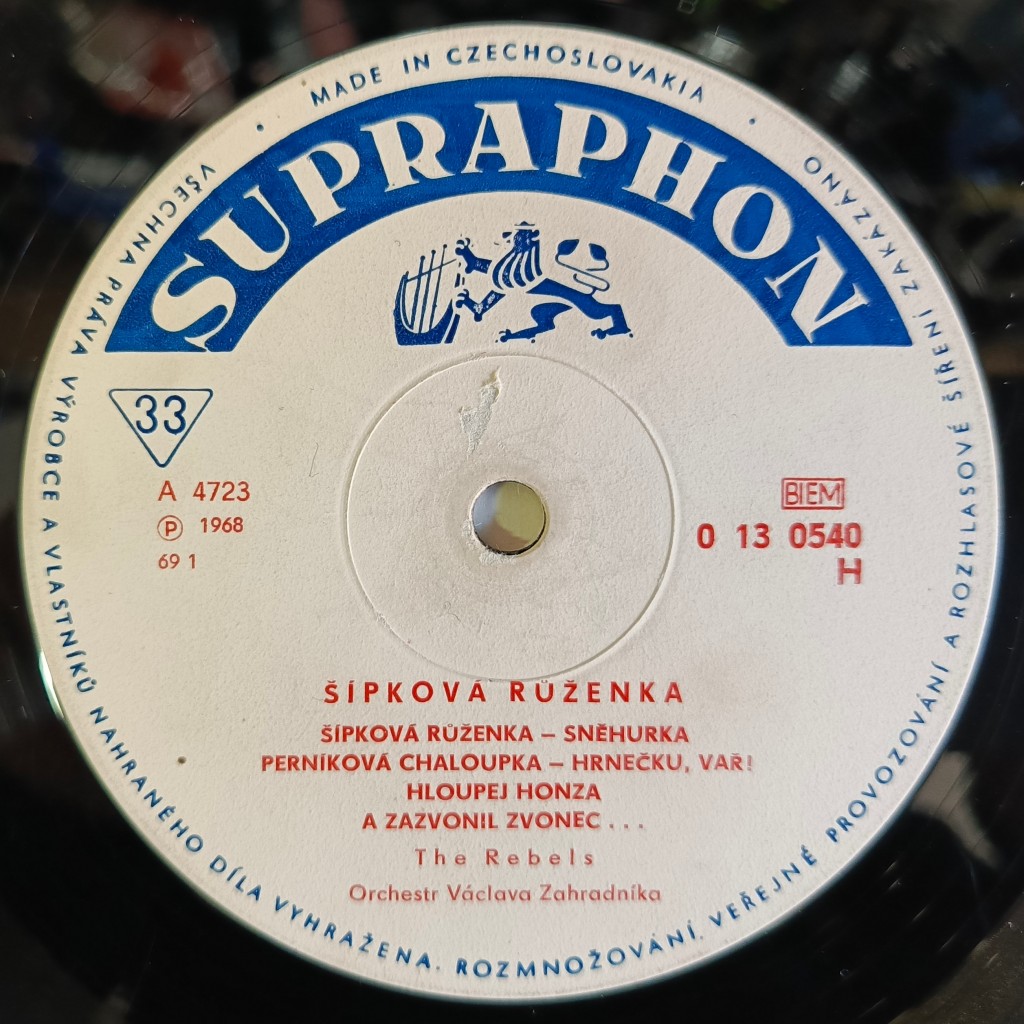 MADE IN CZECHOSLOVAKIA
SUPRAPHON
33
A 4723
Ⓟ 1968
69 1
BIEM
0 13 0540
H
ŠÍPKOVÁ RŮŽENKA
ŠÍPKOVÁ RŮŽENKA – SNĚHURKA
PERNÍKOVÁ CHALOUPKA – HRNEČKU, VAŘ!
HLOUPEJ HONZA
A ZAZVONIL ZVONEC . . .
The Rebels
Orchestr Václava Zahradníka
VŠECHNA PRÁVA VÝROBCE A VLASTNÍKŮ NAHRANÉHO DÍLA VYHRAŽENA. ROZMNOŽOVÁNÍ, VEŘEJNÉ PROVOZOVÁNÍ A ROZHLASOVÉ ŠÍŘENÍ ZAKÁZÁNO